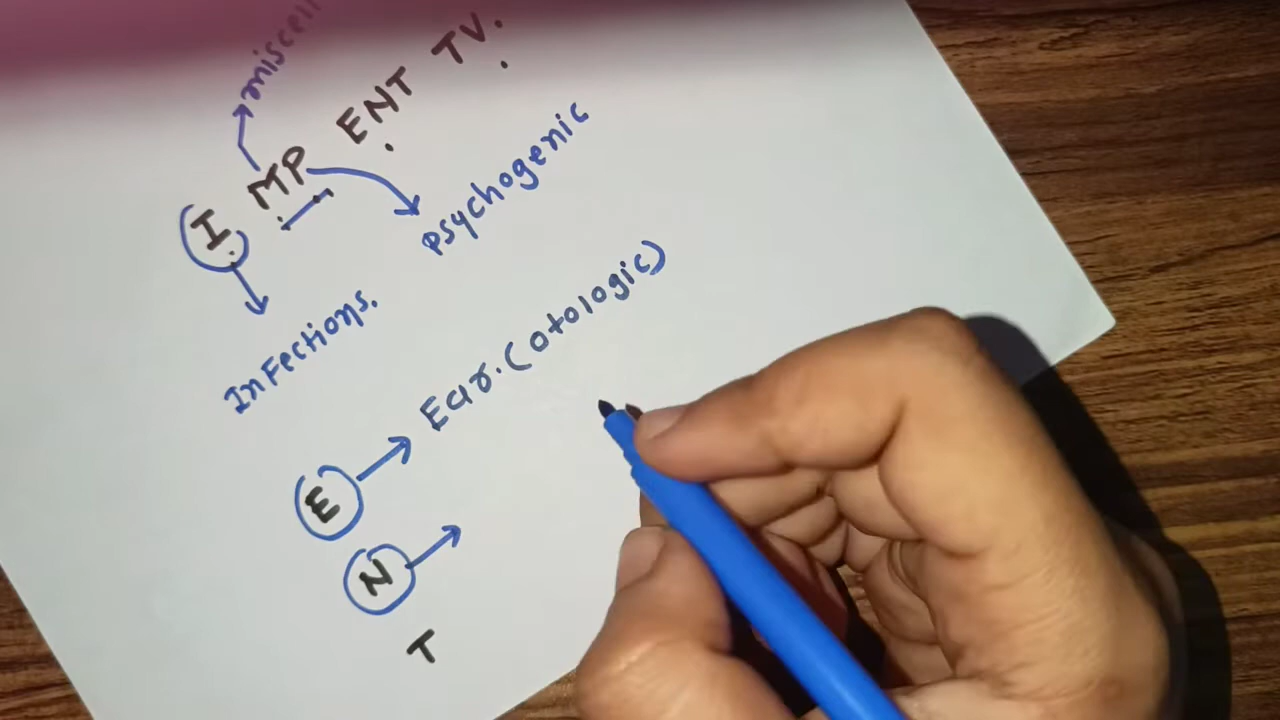 miscell
I MP ENT TV.
Psychogenic
Infections.
E → Ear. (otologic)
N →
T